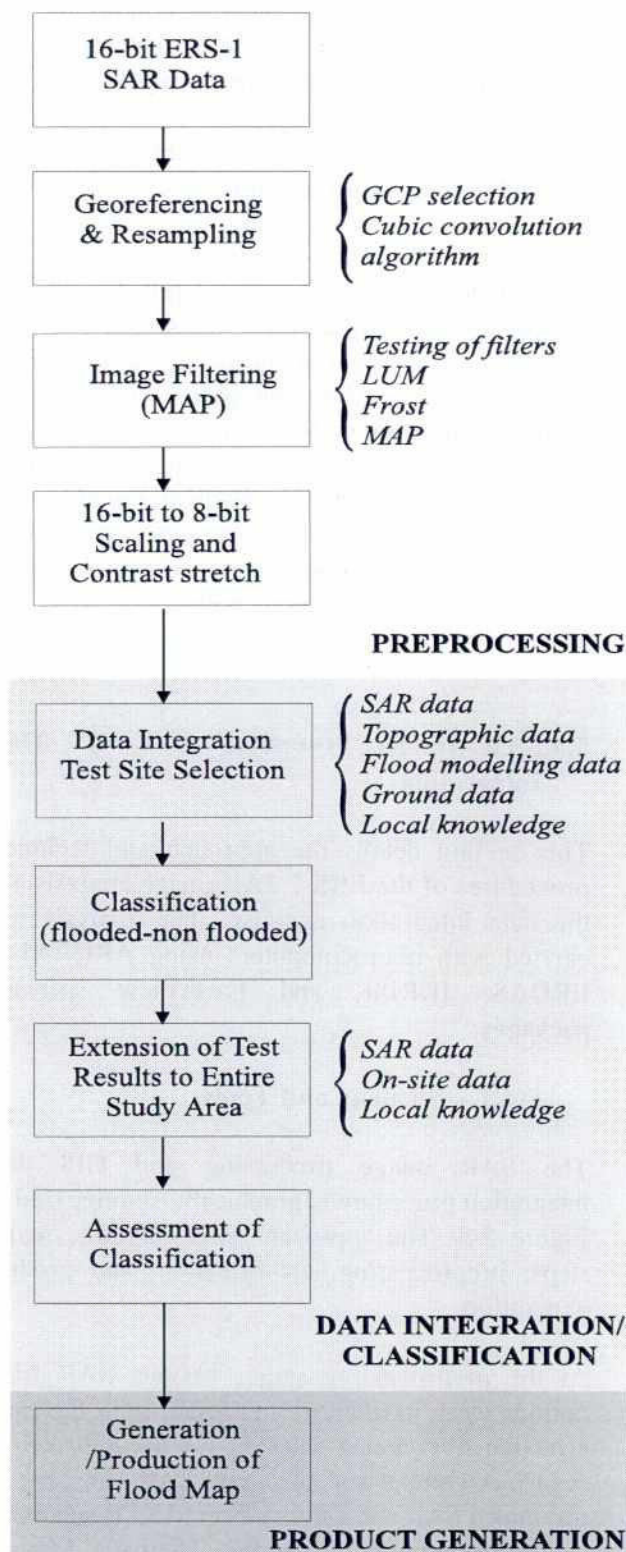 16-bit ERS-1
SAR Data
Georeferencing
& Resampling
GCP selection
Cubic convolution
algorithm
Image Filtering
(MAP)
Testing of filters
LUM
Frost
MAP
16-bit to 8-bit
Scaling and
Contrast stretch
PREPROCESSING
Data Integration
Test Site Selection
SAR data
Topographic data
Flood modelling data
Ground data
Local knowledge
Classification
(flooded-non flooded)
Extension of Test
Results to Entire
Study Area
SAR data
On-site data
Local knowledge
Assessment of
Classification
DATA INTEGRATION/
CLASSIFICATION
Generation
/Production of
Flood Map
PRODUCT GENERATION